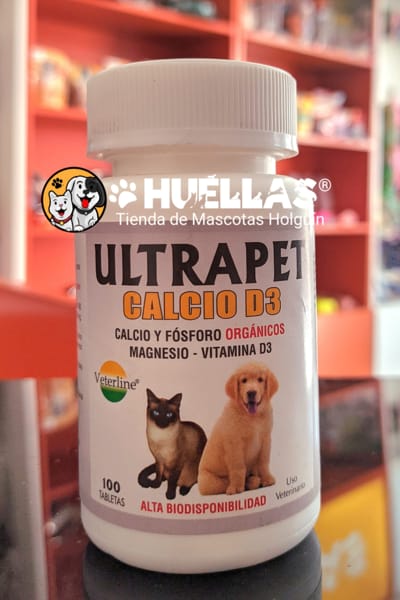 HUÉLLAS®
Tienda de Mascotas Holguín
ULTRAPET
CALCIO D3
CALCIO Y FÓSFORO ORGÁNICOS
MAGNESIO - VITAMINA D3
Veterline®
100
TABLETAS
Uso
Veterinario
ALTA BIODISPONIBILIDAD